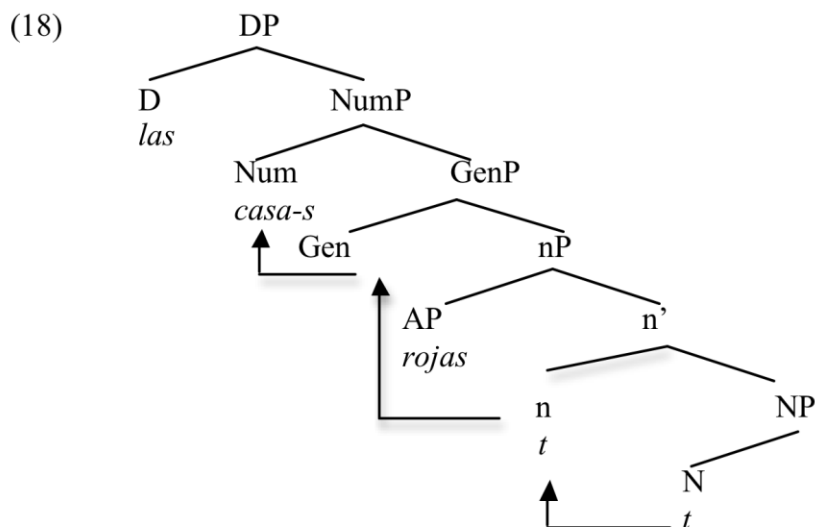 (18) DP
D NumP
las
Num GenP
casa-s
Gen nP
AP n’
rojas
n NP
t
N
t